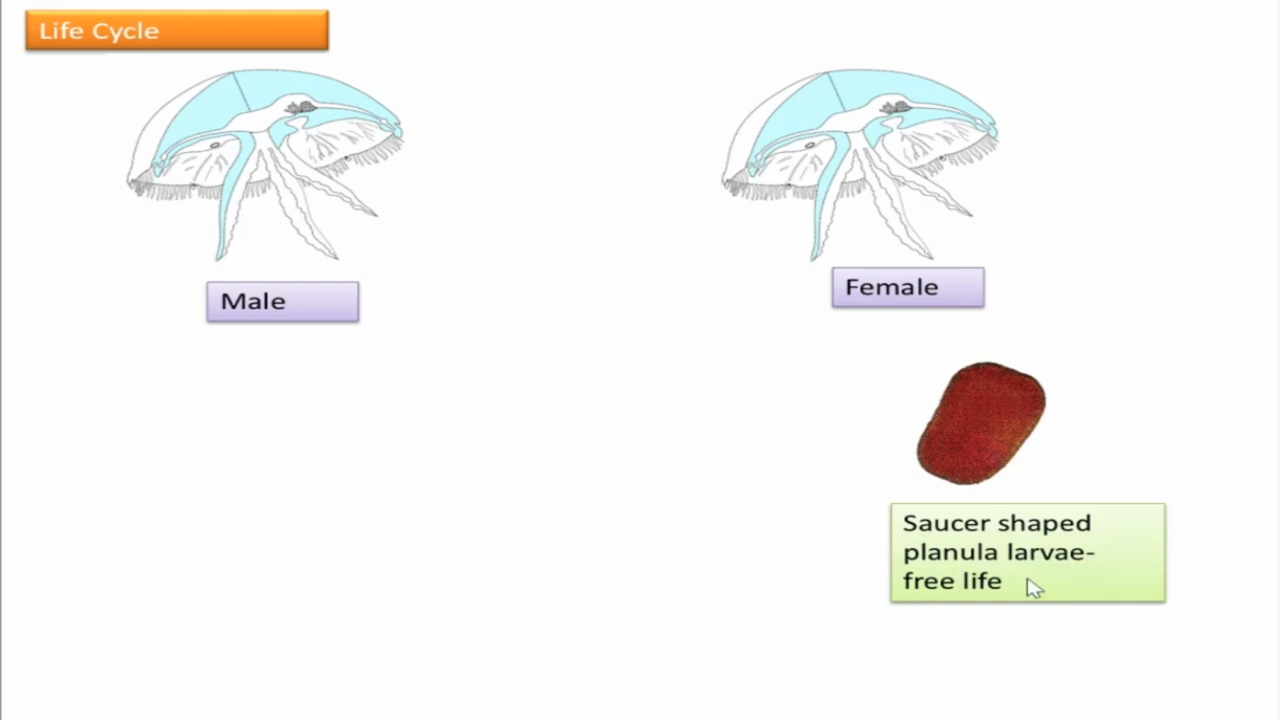 Life Cycle
Male
Female
Saucer shaped
planula larvae-
free life